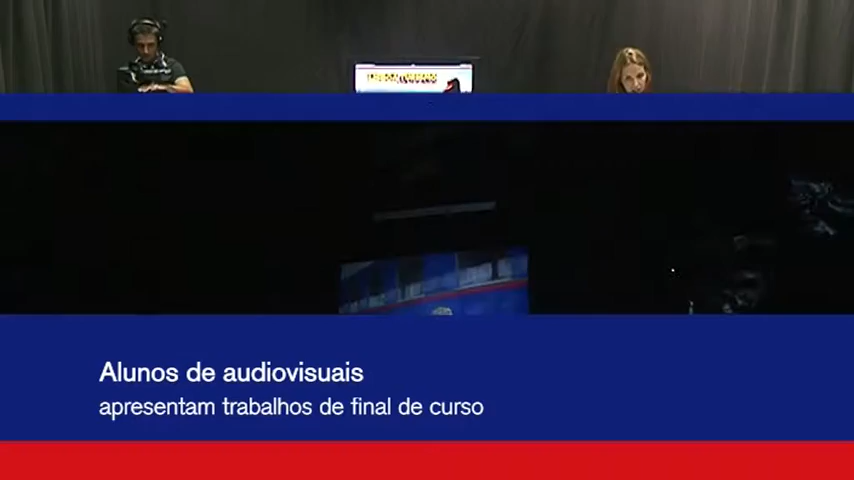 Alunos de audiovisuais
apresentam trabalhos de final de curso